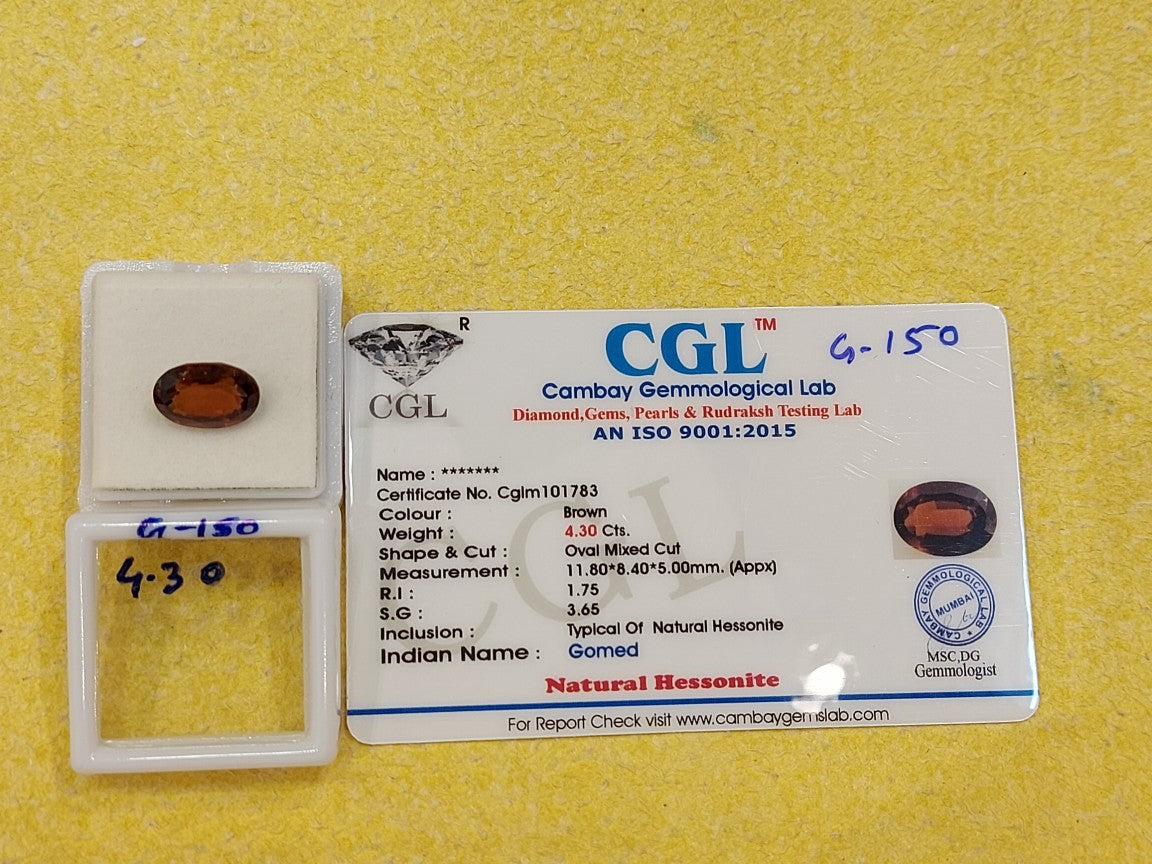 G-150
4.30
R
CGL
CGL TM
G-150
Cambay Gemmological Lab
Diamond,Gems, Pearls & Rudraksh Testing Lab
AN ISO 9001:2015
Name : *******
Certificate No. Cglm101783
Colour : Brown
Weight : 4.30 Cts.
Shape & Cut : Oval Mixed Cut
Measurement : 11.80*8.40*5.00mm. (Appx)
R.I : 1.75
S.G : 3.65
Inclusion : Typical Of Natural Hessonite
Indian Name : Gomed
Natural Hessonite
For Report Check visit www.cambaygemslab.com
CAMBAY GEMMOLOGICAL LAB
MUMBAI
MSC,DG
Gemmologist
CGL